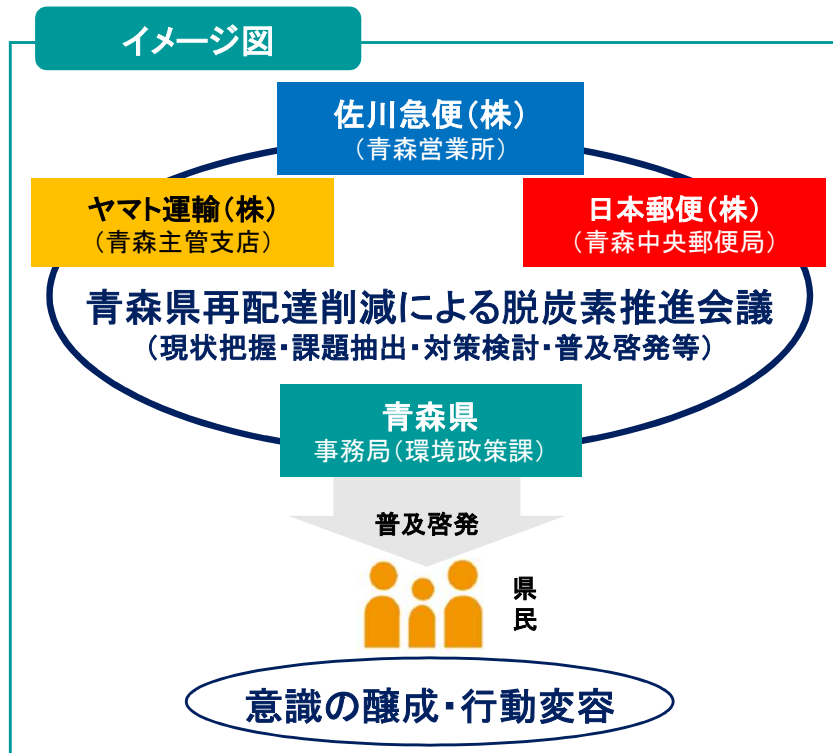 イメージ図
佐川急便(株)
(青森営業所)
ヤマト運輸(株)
(青森主管支店)
日本郵便(株)
(青森中央郵便局)
青森県再配達削減による脱炭素推進会議
(現状把握・課題抽出・対策検討・普及啓発等)
青森県
事務局(環境政策課)
普及啓発
県民
意識の醸成・行動変容